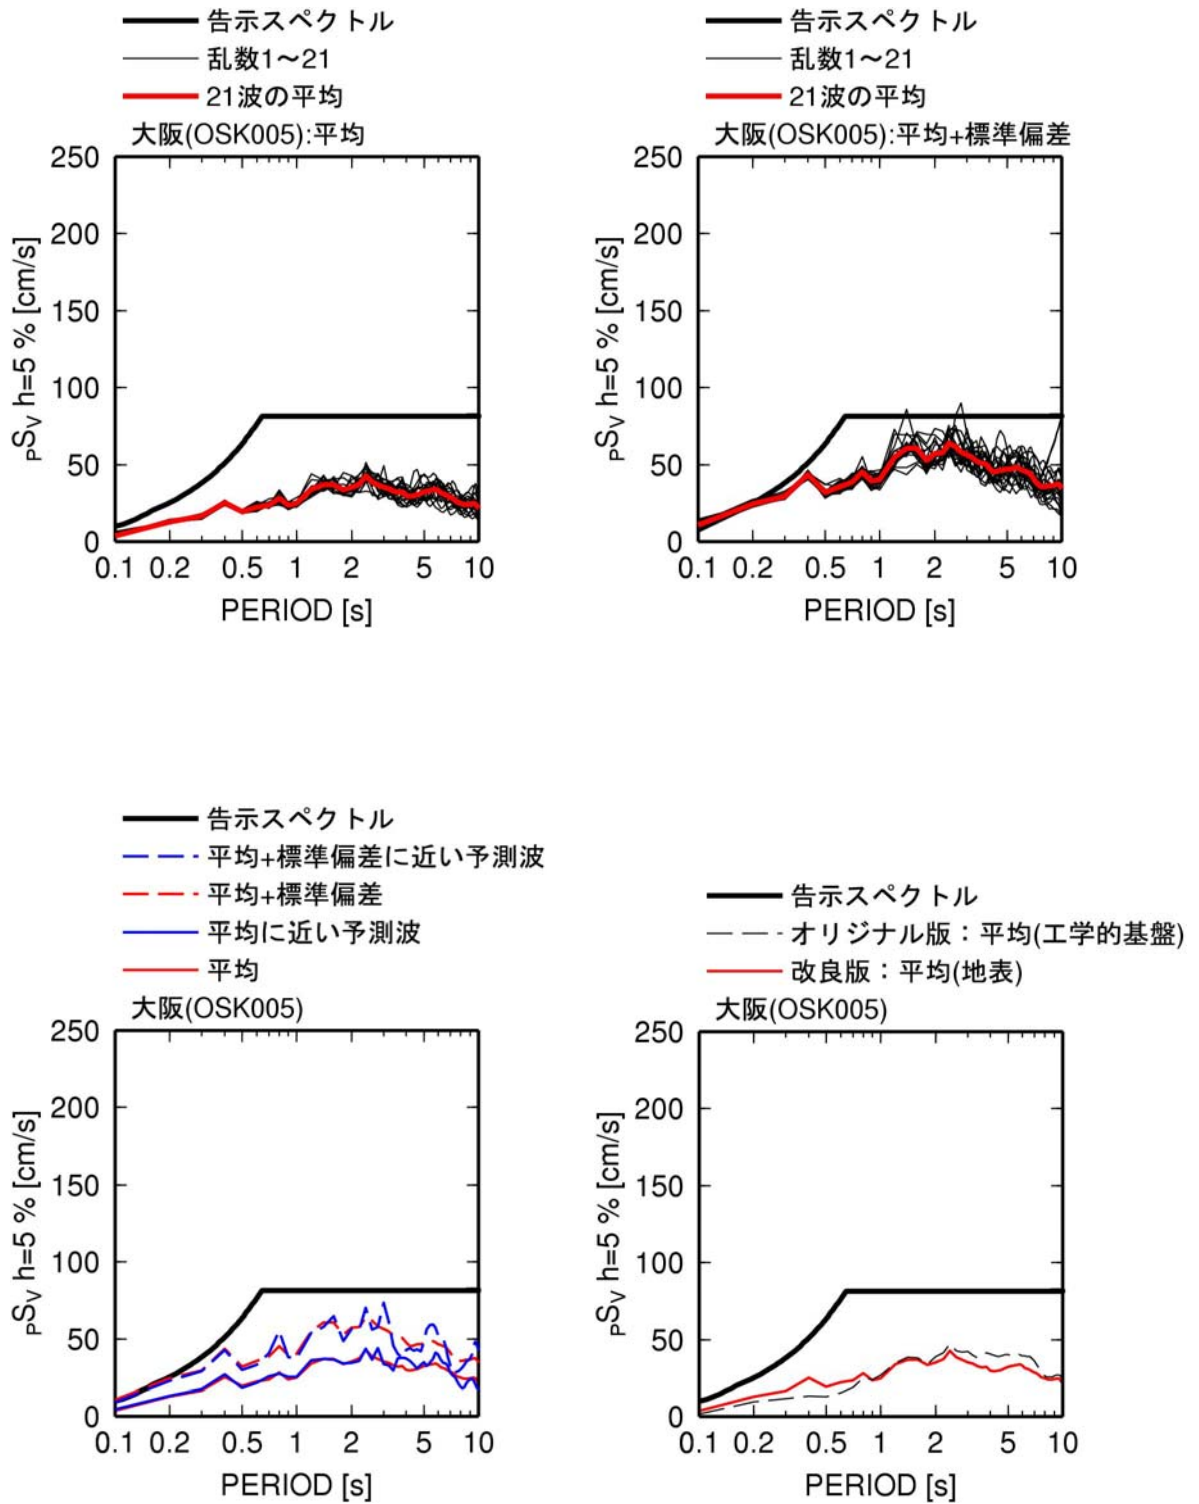 告示スペクトル
乱数1～21
21波の平均
大阪(OSK005):平均
250
200
150
100
50
0
0.1 0.2 0.5 1 2 5 10
PERIOD [s]
pSV h=5 % [cm/s]
告示スペクトル
乱数1～21
21波の平均
大阪(OSK005):平均+標準偏差
250
200
150
100
50
0
0.1 0.2 0.5 1 2 5 10
PERIOD [s]
pSV h=5 % [cm/s]
告示スペクトル
平均+標準偏差に近い予測波
平均+標準偏差
平均に近い予測波
平均
大阪(OSK005)
250
200
150
100
50
0
0.1 0.2 0.5 1 2 5 10
PERIOD [s]
pSV h=5 % [cm/s]
告示スペクトル
オリジナル版：平均(工学的基盤)
改良版：平均(地表)
大阪(OSK005)
250
200
150
100
50
0
0.1 0.2 0.5 1 2 5 10
PERIOD [s]
pSV h=5 % [cm/s]